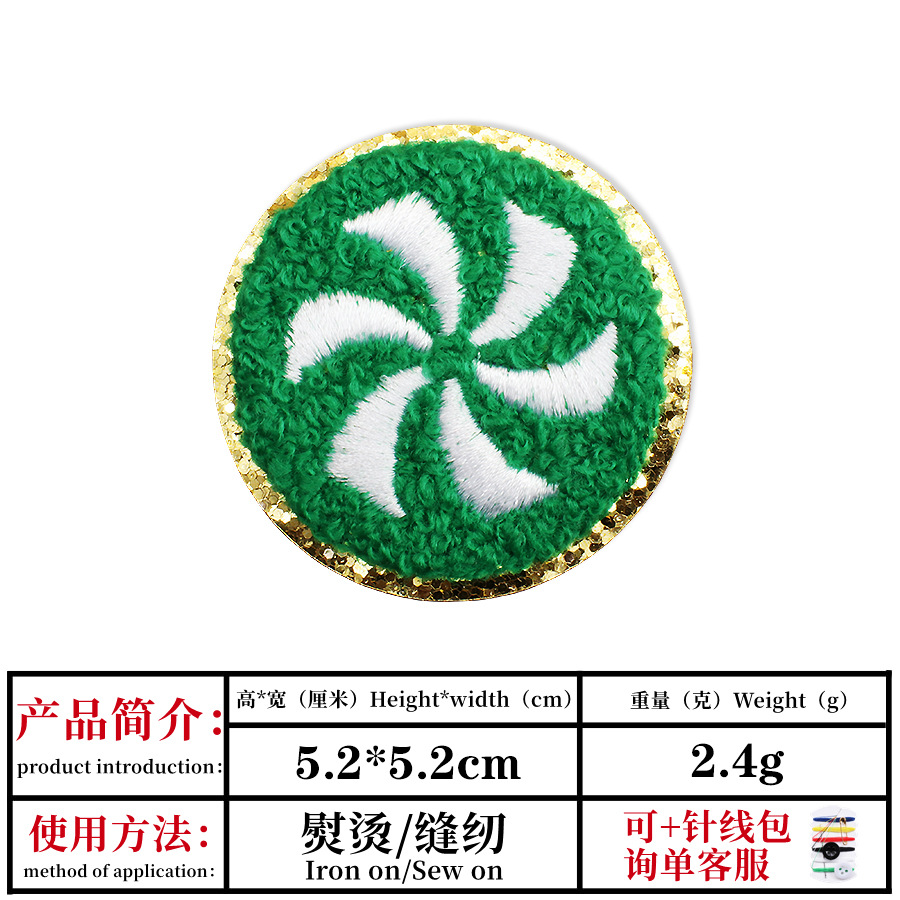 产品简介：
product introduction：
高*宽（厘米）Height*width（cm）
重量（克）Weight（g）
5.2*5.2cm
2.4g
使用方法：
method of application：
熨烫/缝纫
Iron on/Sew on
可+针线包
询单客服